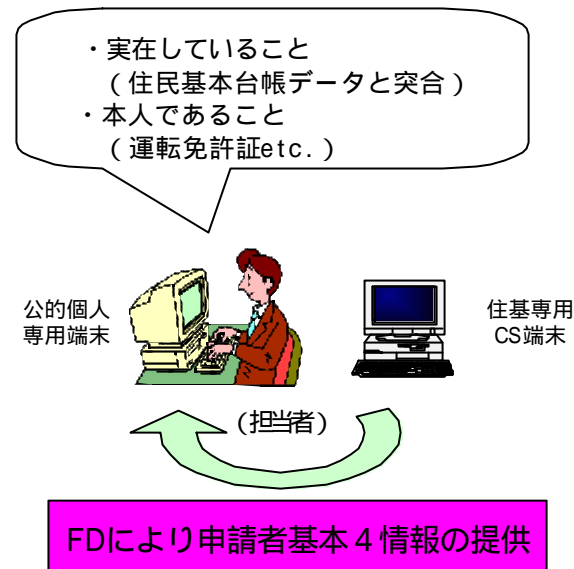 ・実在していること
（住民基本台帳データと突合）
・本人であること
（運転免許証etc.）
公的個人
専用端末
住基専用
CS端末
（担当者）
FDにより申請者基本４情報の提供